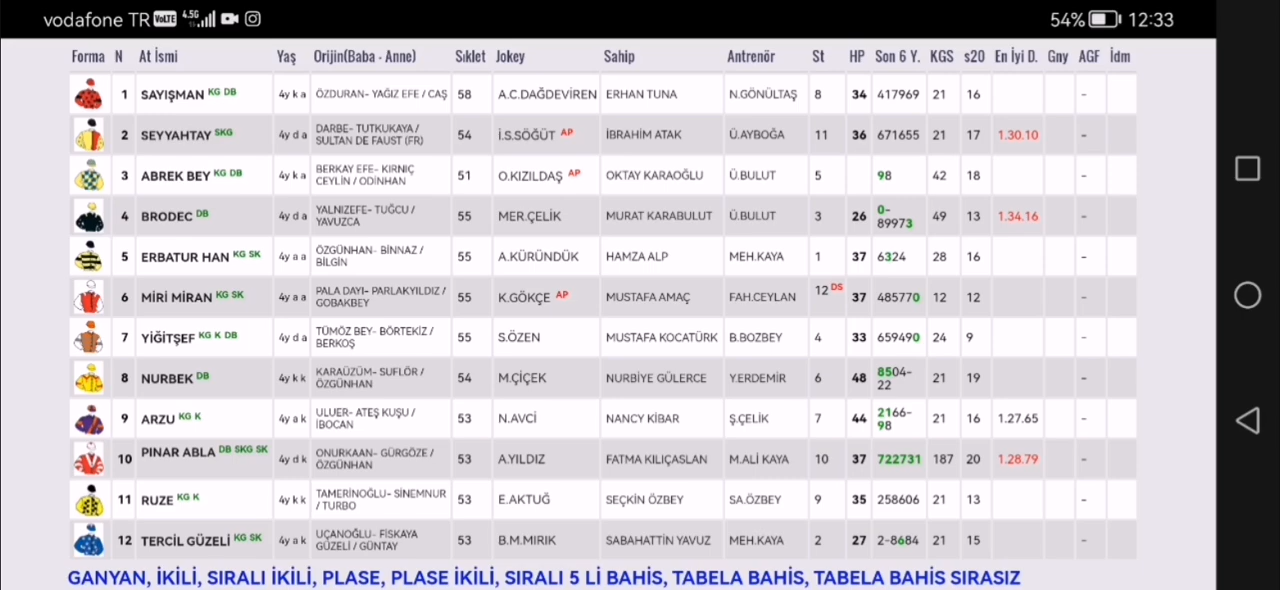 vodafone TR VoLTE 4.5G 54% 12:33
Forma N At İsmi Yaş Orijin(Baba - Anne) Sıklet Jokey Sahip Antrenör St HP Son 6 Y. KGS s20 En İyi D. Gny AGF İdm
1 SAYIŞMAN KG DB 4y k a ÖZDURAN- YAĞIZ EFE / CAŞ 58 A.C.DAĞDEVİREN ERHAN TUNA N.GÖNÜLTAŞ 8 34 417969 21 16 -
2 SEYYAHTAY SKG 4y d a DARBE- TUTKUKAYA /
SULTAN DE FAUST (FR) 54 İ.S.SÖĞÜT AP İBRAHİM ATAK Ü.AYBOĞA 11 36 671655 21 17 1.30.10 -
3 ABREK BEY KG DB 4y k a BERKAY EFE- KIRNIÇ
CEYLİN / ODİNHAN 51 O.KIZILDAŞ AP OKTAY KARAOĞLU Ü.BULUT 5 98 42 18 -
4 BRODEC DB 4y d a YALNIZEFE- TUĞCU /
YAVUZCA 55 MER.ÇELİK MURAT KARABULUT Ü.BULUT 3 26 0-
89973 49 13 1.34.16 -
5 ERBATUR HAN KG SK 4y a a ÖZGÜNHAN- BİNNAZ /
BİLGİN 55 A.KÜRÜNDÜK HAMZA ALP MEH.KAYA 1 37 6324 28 16 -
6 MİRİ MİRAN KG SK 4y a a PALA DAYI- PARLAKYILDIZ /
GOBAKBEY 55 K.GÖKÇE AP MUSTAFA AMAÇ FAH.CEYLAN 12 DS 37 485770 12 12 -
7 YİĞİTŞEF KG K DB 4y d a TÜMÖZ BEY- BÖRTEKİZ /
BERKOŞ 55 S.ÖZEN MUSTAFA KOCATÜRK B.BOZBEY 4 33 659490 24 9 -
8 NURBEK DB 4y k k KARAÜZÜM- SUFLÖR /
ÖZGÜNHAN 54 M.ÇİÇEK NURBİYE GÜLERCE Y.ERDEMİR 6 48 8504-
22 21 19 -
9 ARZU KG K 4y a k ULUER- ATEŞ KUŞU /
İBOCAN 53 N.AVCİ NANCY KİBAR Ş.ÇELİK 7 44 2166-
98 21 16 1.27.65 -
10 PINAR ABLA DB SKG SK 4y d k ONURKAAN- GÜRGÖZE /
ÖZGÜNHAN 53 A.YILDIZ FATMA KILIÇASLAN M.ALİ KAYA 10 37 722731 187 20 1.28.79 -
11 RUZE KG K 4y k k TAMERİNOĞLU- SİNEMNUR
/ TURBO 53 E.AKTUĞ SEÇKİN ÖZBEY SA.ÖZBEY 9 35 258606 21 13 -
12 TERCİL GÜZELİ KG SK 4y a k UÇANOĞLU- FİSKAYA
GÜZELİ / GÜNTAY 53 B.M.MIRIK SABAHATTİN YAVUZ MEH.KAYA 2 27 2-8684 21 15 -
GANYAN, İKİLİ, SIRALI İKİLİ, PLASE, PLASE İKİLİ, SIRALI 5 Lİ BAHİS, TABELA BAHİS, TABELA BAHİS SIRASIZ